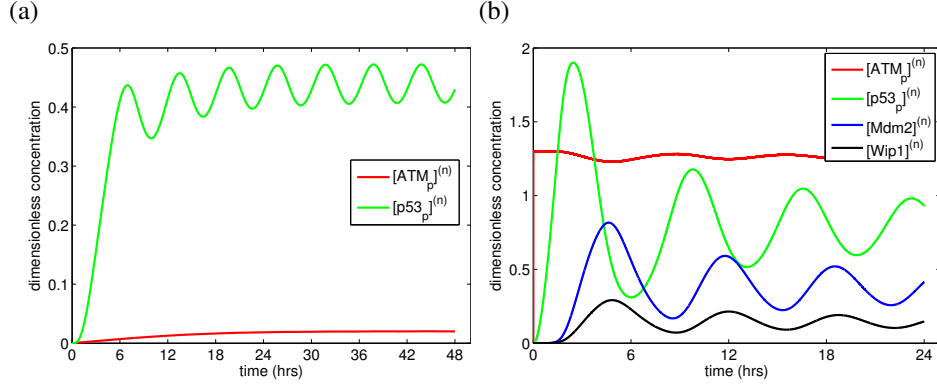 (a)
0.5
0.4
0.3
0.2
0.1
0
dimensionless concentration
0 6 12 18 24 30 36 42 48
time (hrs)
[ATM_p]^(n)
[p53_p]^(n)
(b)
2
1.5
1
0.5
0
dimensionless concentration
0 6 12 18 24
time (hrs)
[ATM_p]^(n)
[p53_p]^(n)
[Mdm2]^(n)
[Wip1]^(n)